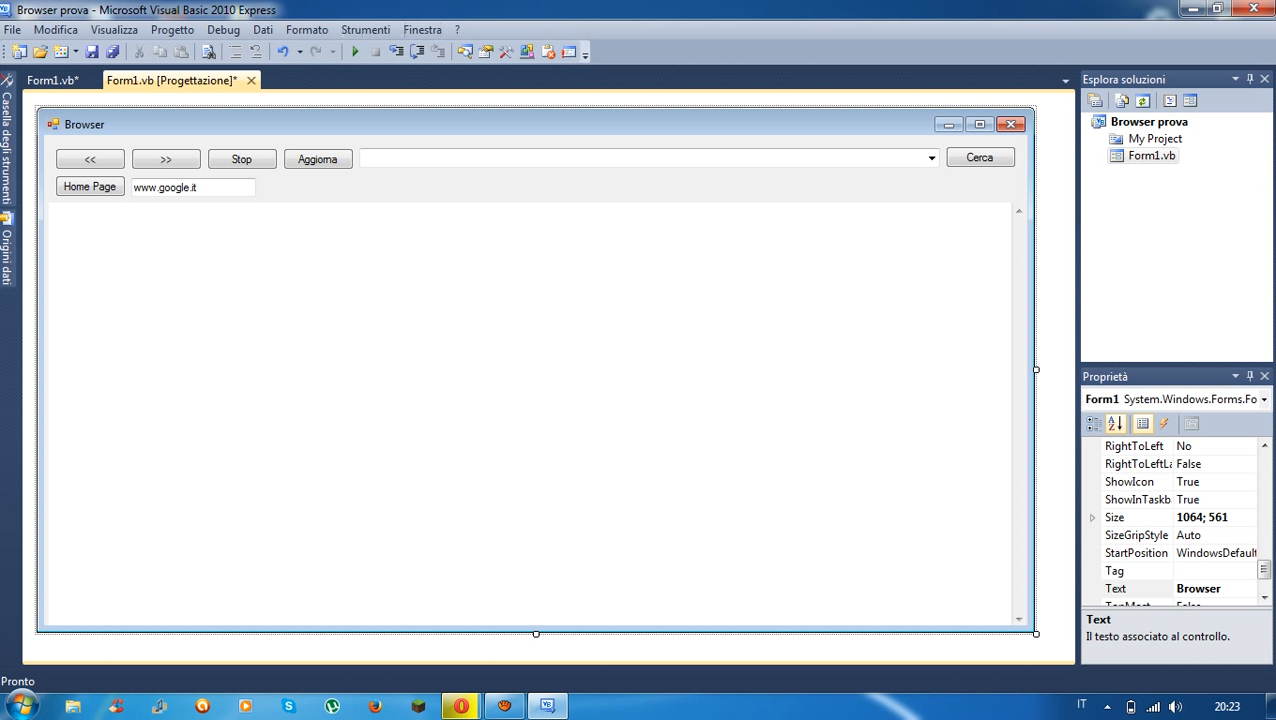 Browser prova - Microsoft Visual Basic 2010 Express
File Modifica Visualizza Progetto Debug Dati Formato Strumenti Finestra ?
Form1.vb* Form1.vb [Progettazione]*
Casella degli strumenti
Origini dati
Browser
<< >> Stop Aggiorna Cerca
Home Page www.google.it
Esplora soluzioni
Browser prova
My Project
Form1.vb
Proprietà
Form1 System.Windows.Forms.Fo
RightToLeft No
RightToLeftLa False
ShowIcon True
ShowInTaskb True
Size 1064; 561
SizeGripStyle Auto
StartPosition WindowsDefault
Tag
Text Browser
TopMost False
Text
Il testo associato al controllo.
Pronto
IT 20:23